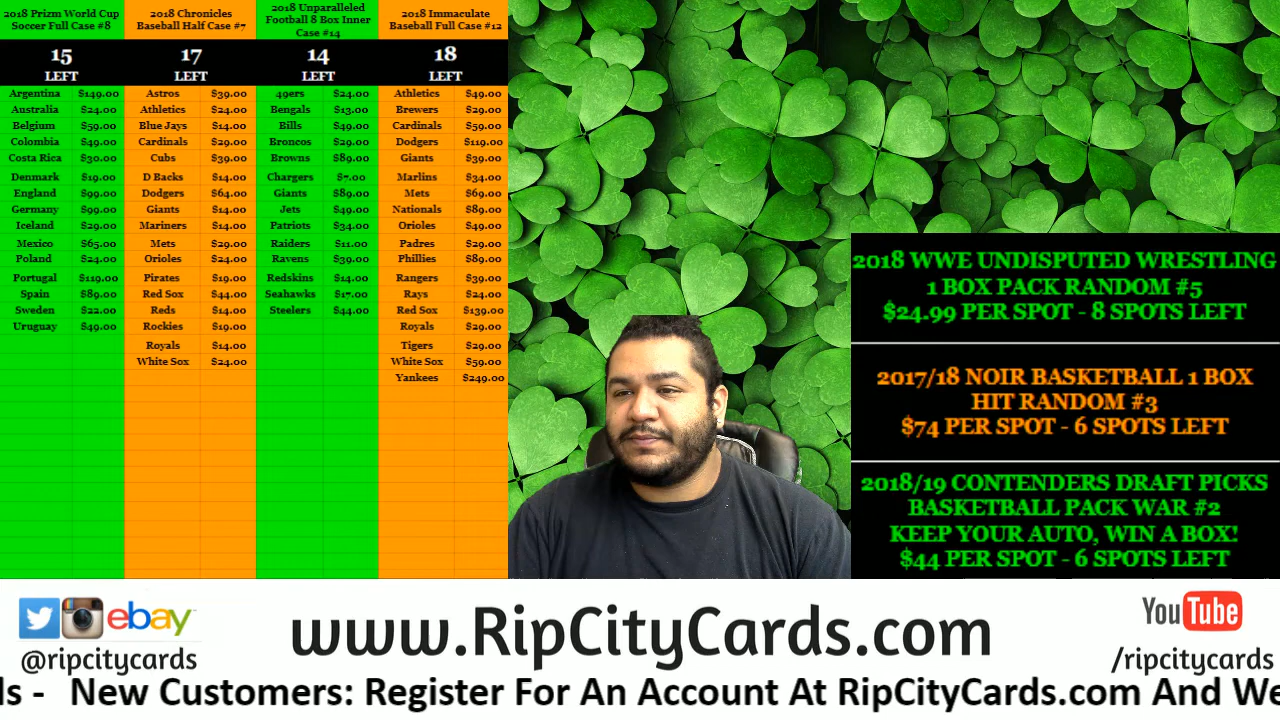 2018 Prizm World Cup
Soccer Full Case #8
15
LEFT
Argentina $149.00
Australia $24.00
Belgium $59.00
Colombia $49.00
Costa Rica $30.00
Denmark $19.00
England $99.00
Germany $99.00
Iceland $29.00
Mexico $65.00
Poland $24.00
Portugal $119.00
Spain $89.00
Sweden $22.00
Uruguay $49.00
2018 Chronicles
Baseball Half Case #7
17
LEFT
Astros $39.00
Athletics $24.00
Blue Jays $14.00
Cardinals $29.00
Cubs $39.00
D Backs $14.00
Dodgers $64.00
Giants $14.00
Mariners $14.00
Mets $29.00
Orioles $24.00
Pirates $19.00
Red Sox $44.00
Reds $14.00
Rockies $19.00
Royals $14.00
White Sox $24.00
2018 Unparalleled
Football 8 Box Inner
Case #14
14
LEFT
49ers $24.00
Bengals $13.00
Bills $49.00
Broncos $29.00
Browns $89.00
Chargers $7.00
Giants $89.00
Jets $49.00
Patriots $34.00
Raiders $11.00
Ravens $39.00
Redskins $14.00
Seahawks $17.00
Steelers $44.00
2018 Immaculate
Baseball Full Case #12
18
LEFT
Athletics $49.00
Brewers $29.00
Cardinals $59.00
Dodgers $119.00
Giants $39.00
Marlins $34.00
Mets $69.00
Nationals $89.00
Orioles $49.00
Padres $29.00
Phillies $89.00
Rangers $39.00
Rays $24.00
Red Sox $139.00
Royals $29.00
Tigers $29.00
White Sox $59.00
Yankees $249.00
2018 WWE UNDISPUTED WRESTLING
1 BOX PACK RANDOM #5
$24.99 PER SPOT - 8 SPOTS LEFT
2017/18 NOIR BASKETBALL 1 BOX
HIT RANDOM #3
$74 PER SPOT - 6 SPOTS LEFT
2018/19 CONTENDERS DRAFT PICKS
BASKETBALL PACK WAR #2
KEEP YOUR AUTO, WIN A BOX!
$44 PER SPOT - 6 SPOTS LEFT
ebay
@ripcitycards
www.RipCityCards.com
YouTube
/ripcitycards
ds - New Customers: Register For An Account At RipCityCards.com And We